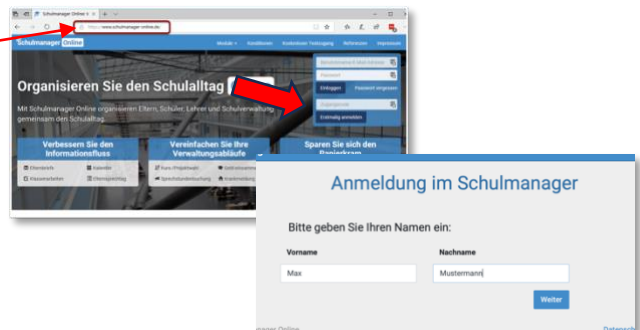 Schulmanager Online
https://www.schulmanager-online.de
Schulmanager Online
Module
Konditionen
Kostenloser Testzugang
Referenzen
Impressum
Passwort
Einloggen
Passwort vergessen
Zugangscode
Erstmalig anmelden
Organisieren Sie den Schulalltag
Mit Schulmanager Online organisieren Eltern, Schüler, Lehrer und Schulverwaltung
gemeinsam den Schulalltag.
Verbessern Sie den
Informationsfluss
Vereinfachen Sie Ihre
Verwaltungsabläufe
Sparen Sie sich den
Papierkram
Elternbriefe
Kalender
Klassenarbeiten
Elternsprechtag
Kurs-/Projektwahl
Sprechstundenbuchung
Krankmeldung
Anmeldung im Schulmanager
Bitte geben Sie Ihren Namen ein:
Vorname
Nachname
Max
Mustermann
Weiter
Online